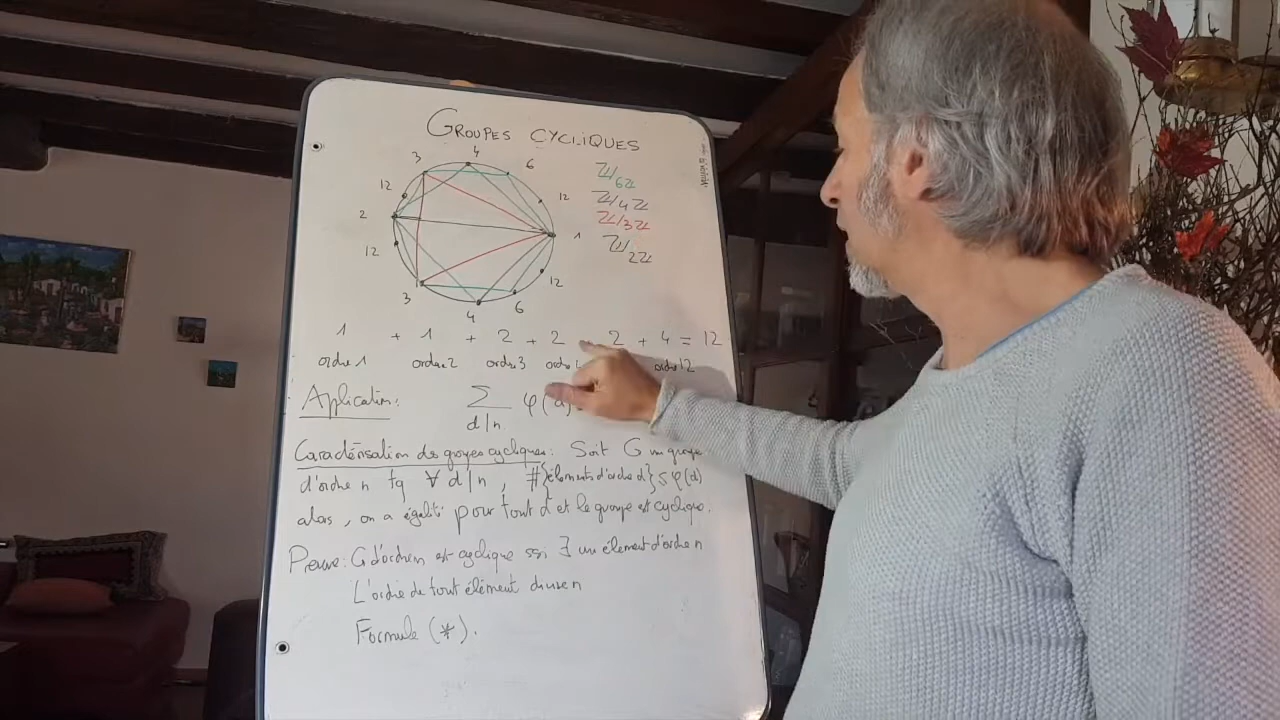 GROUPES CYCLIQUES
3 4 6
12 12
2 1
12 12
3 4 6
Z/6Z
Z/4Z
Z/3Z
Z/2Z
1 + 1 + 2 + 2 2 + 4 = 12
ordre 1 ordre 2 ordre 3 ordre ordre 12
Application: Σ φ(d)
d|n
Caractérisation des groupes cycliques: Soit G un groupe
d'ordre n tq ∀ d|n, #{éléments d'ordre d} ≤ φ(d)
alors, on a égalité pour tout d et le groupe est cyclique.
Preuve: G d'ordre n est cyclique ssi ∃ un élément d'ordre n
L'ordre de tout élément divise n
Formule (*).